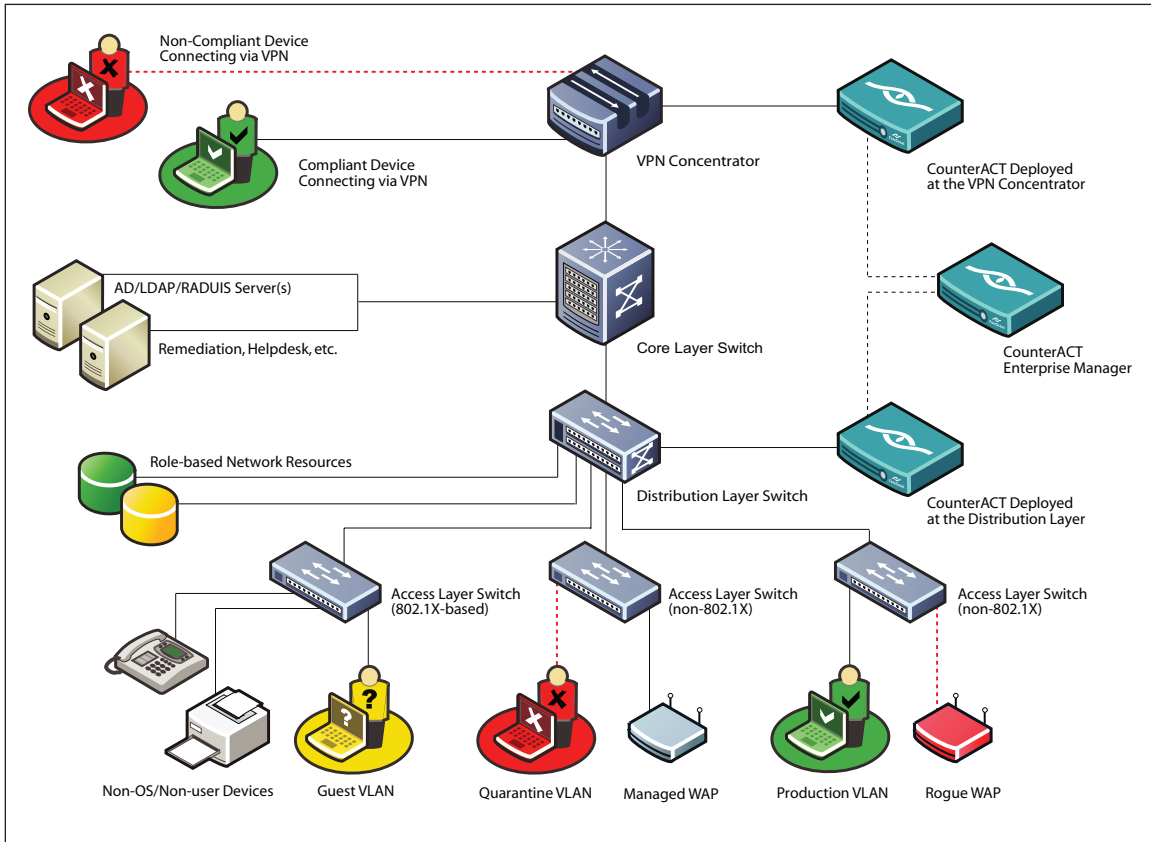 Non-Compliant Device
Connecting via VPN
Compliant Device
Connecting via VPN
VPN Concentrator
CounterACT Deployed
at the VPN Concentrator
AD/LDAP/RADUIS Server(s)
Remediation, Helpdesk, etc.
Core Layer Switch
CounterACT
Enterprise Manager
Role-based Network Resources
Distribution Layer Switch
CounterACT Deployed
at the Distribution Layer
Access Layer Switch
(802.1X-based)
Access Layer Switch
(non-802.1X)
Access Layer Switch
(non-802.1X)
?
?
Non-OS/Non-user Devices
Guest VLAN
Quarantine VLAN
Managed WAP
Production VLAN
Rogue WAP